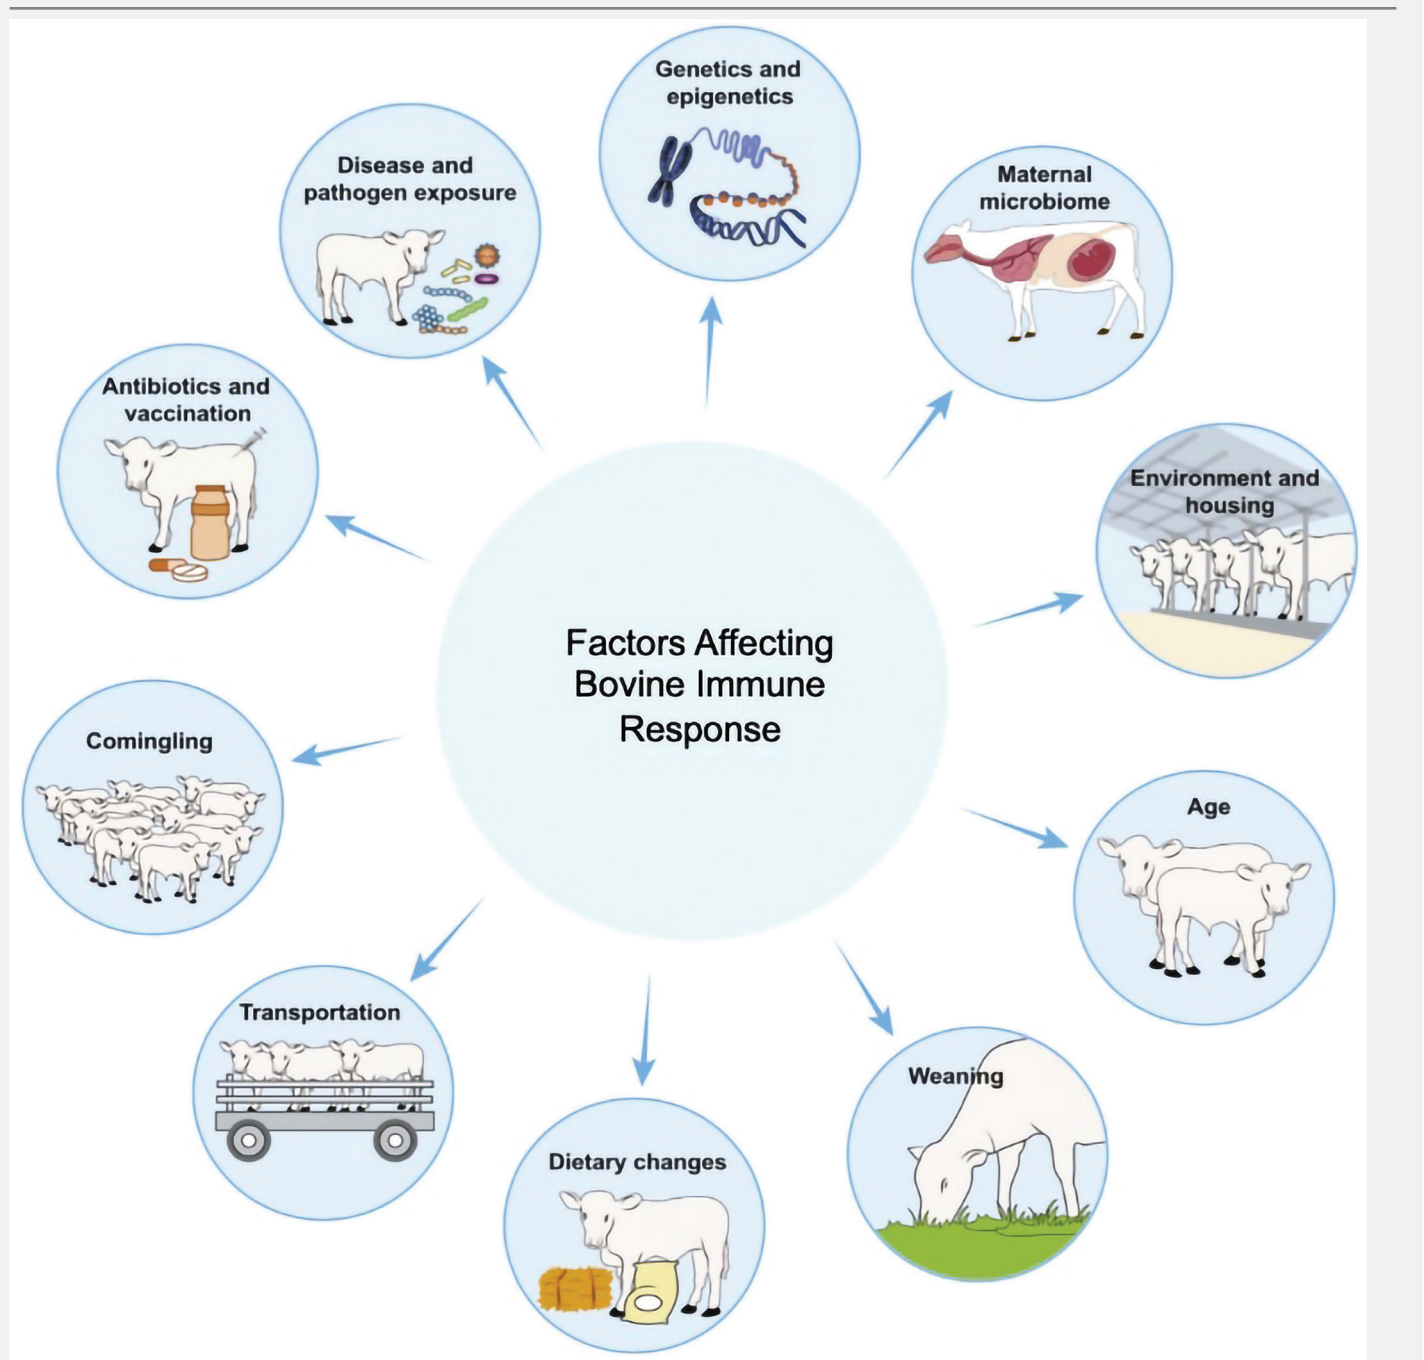 Genetics and
epigenetics
Maternal
microbiome
Environment and
housing
Age
Weaning
Dietary changes
Transportation
Comingling
Antibiotics and
vaccination
Disease and
pathogen exposure
Factors Affecting
Bovine Immune
Response